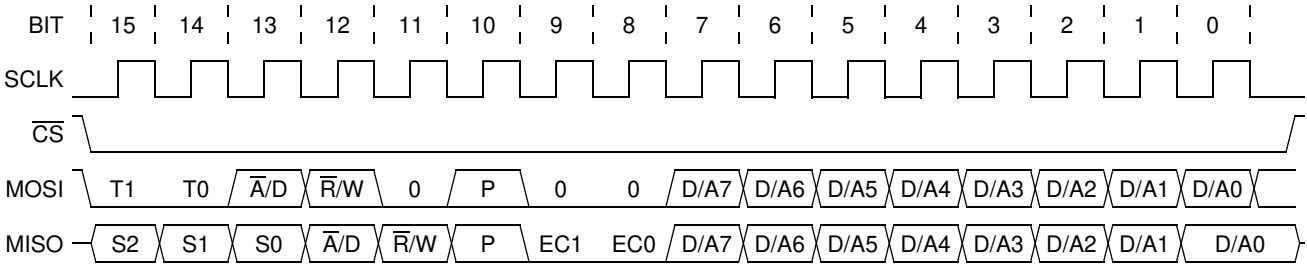 BIT 15 14 13 12 11 10 9 8 7 6 5 4 3 2 1 0
SCLK
C̅S̅
MOSI T1 T0 A̅/D R̅/W 0 P 0 0 D/A7 D/A6 D/A5 D/A4 D/A3 D/A2 D/A1 D/A0
MISO S2 S1 S0 A̅/D R̅/W P EC1 EC0 D/A7 D/A6 D/A5 D/A4 D/A3 D/A2 D/A1 D/A0